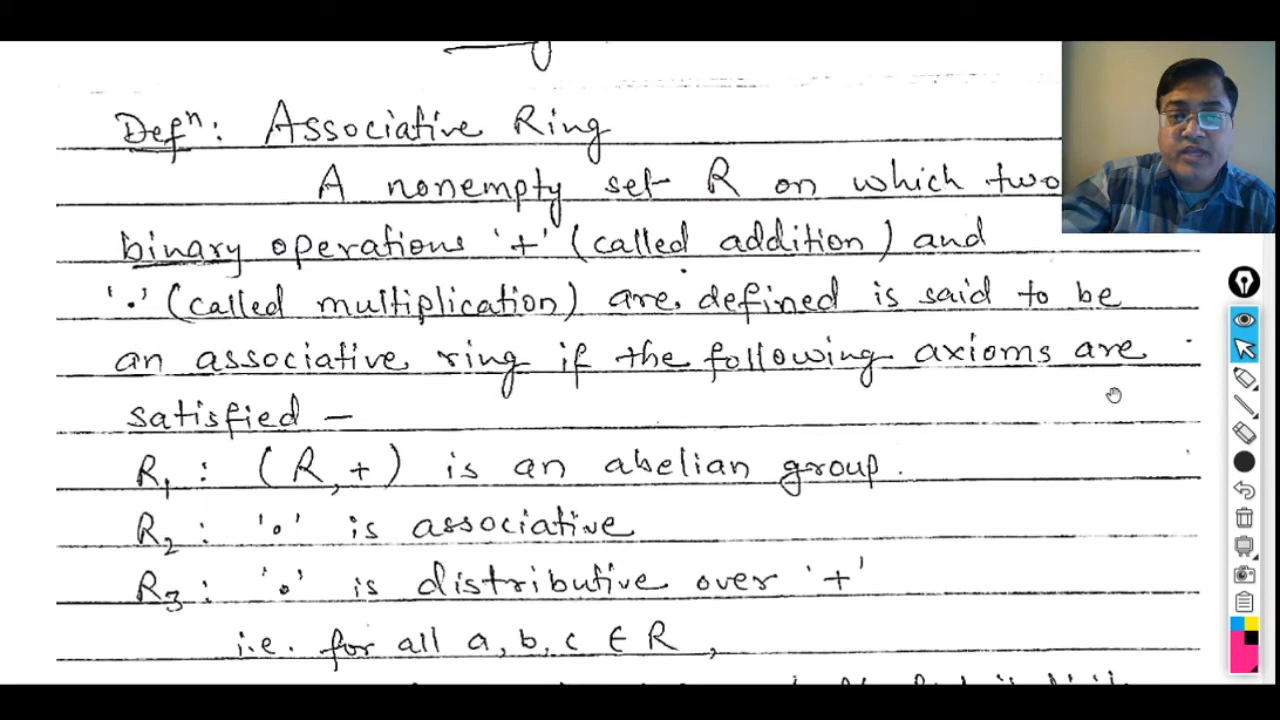 Defⁿ: Associative Ring
A nonempty set R on which two
binary operations '+' (called addition) and
'.' (called multiplication) are defined is said to be
an associative ring if the following axioms are
satisfied –
R₁ : (R, +) is an abelian group.
R₂ : '.' is associative
R₃ : '.' is distributive over '+'
i.e. for all a, b, c ∈ R,